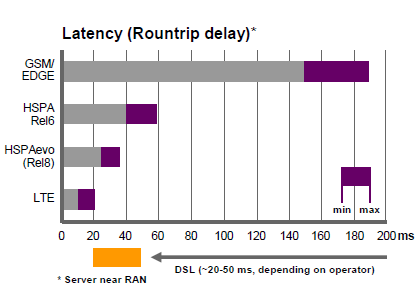 Latency (Rountrip delay)*
GSM/
EDGE
HSPA
Rel6
HSPAevo
(Rel8)
LTE
min max
0 20 40 60 80 100 120 140 160 180 200 ms
DSL (~20-50 ms, depending on operator)
* Server near RAN